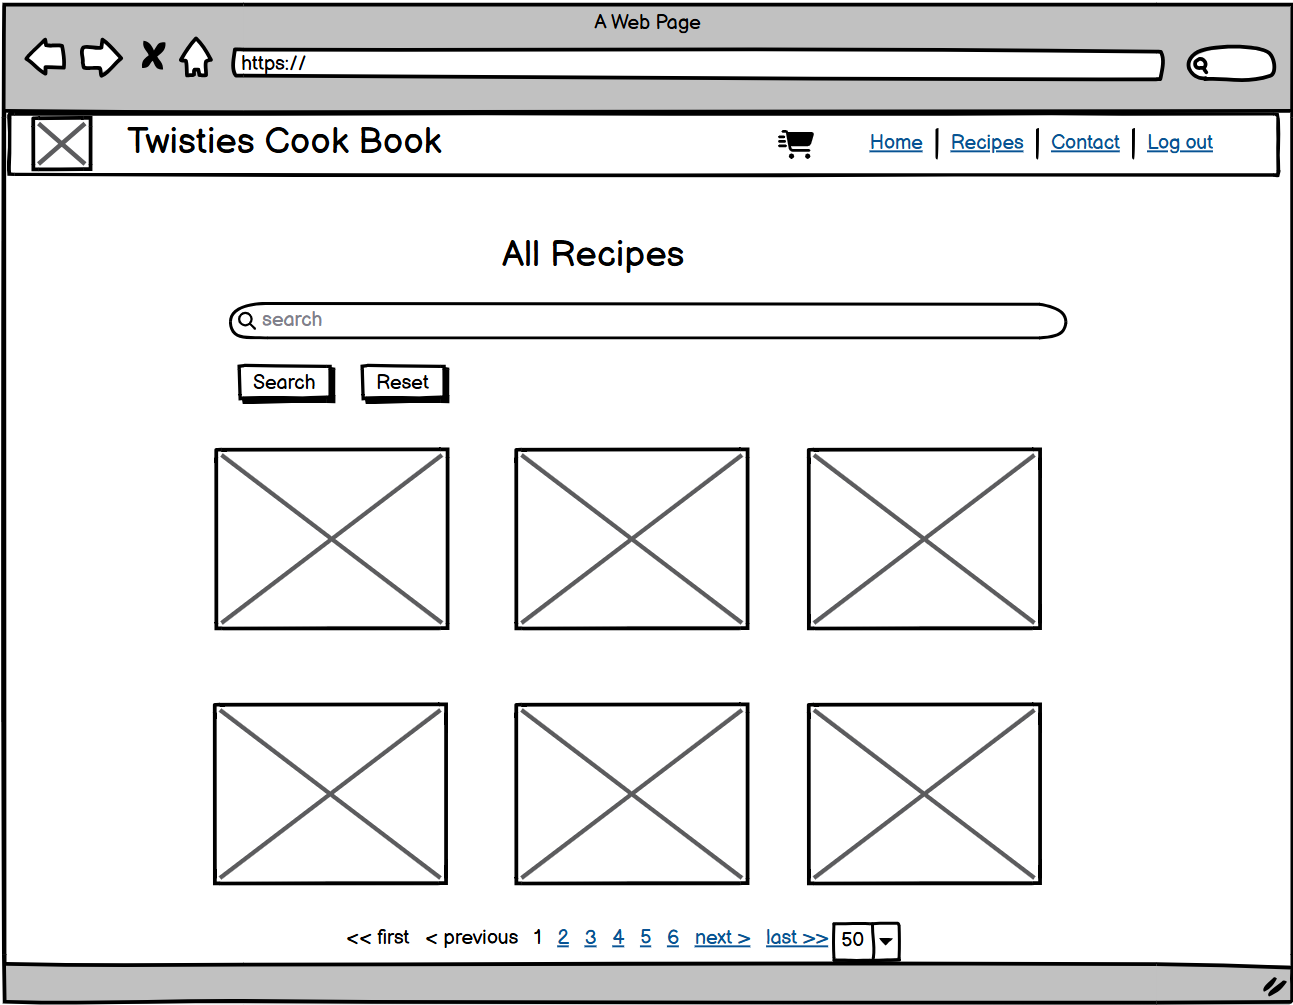 A Web Page
https://
Twisties Cook Book
Home | Recipes | Contact | Log out
All Recipes
search
Search Reset
<< first < previous 1 2 3 4 5 6 next > last >> 50